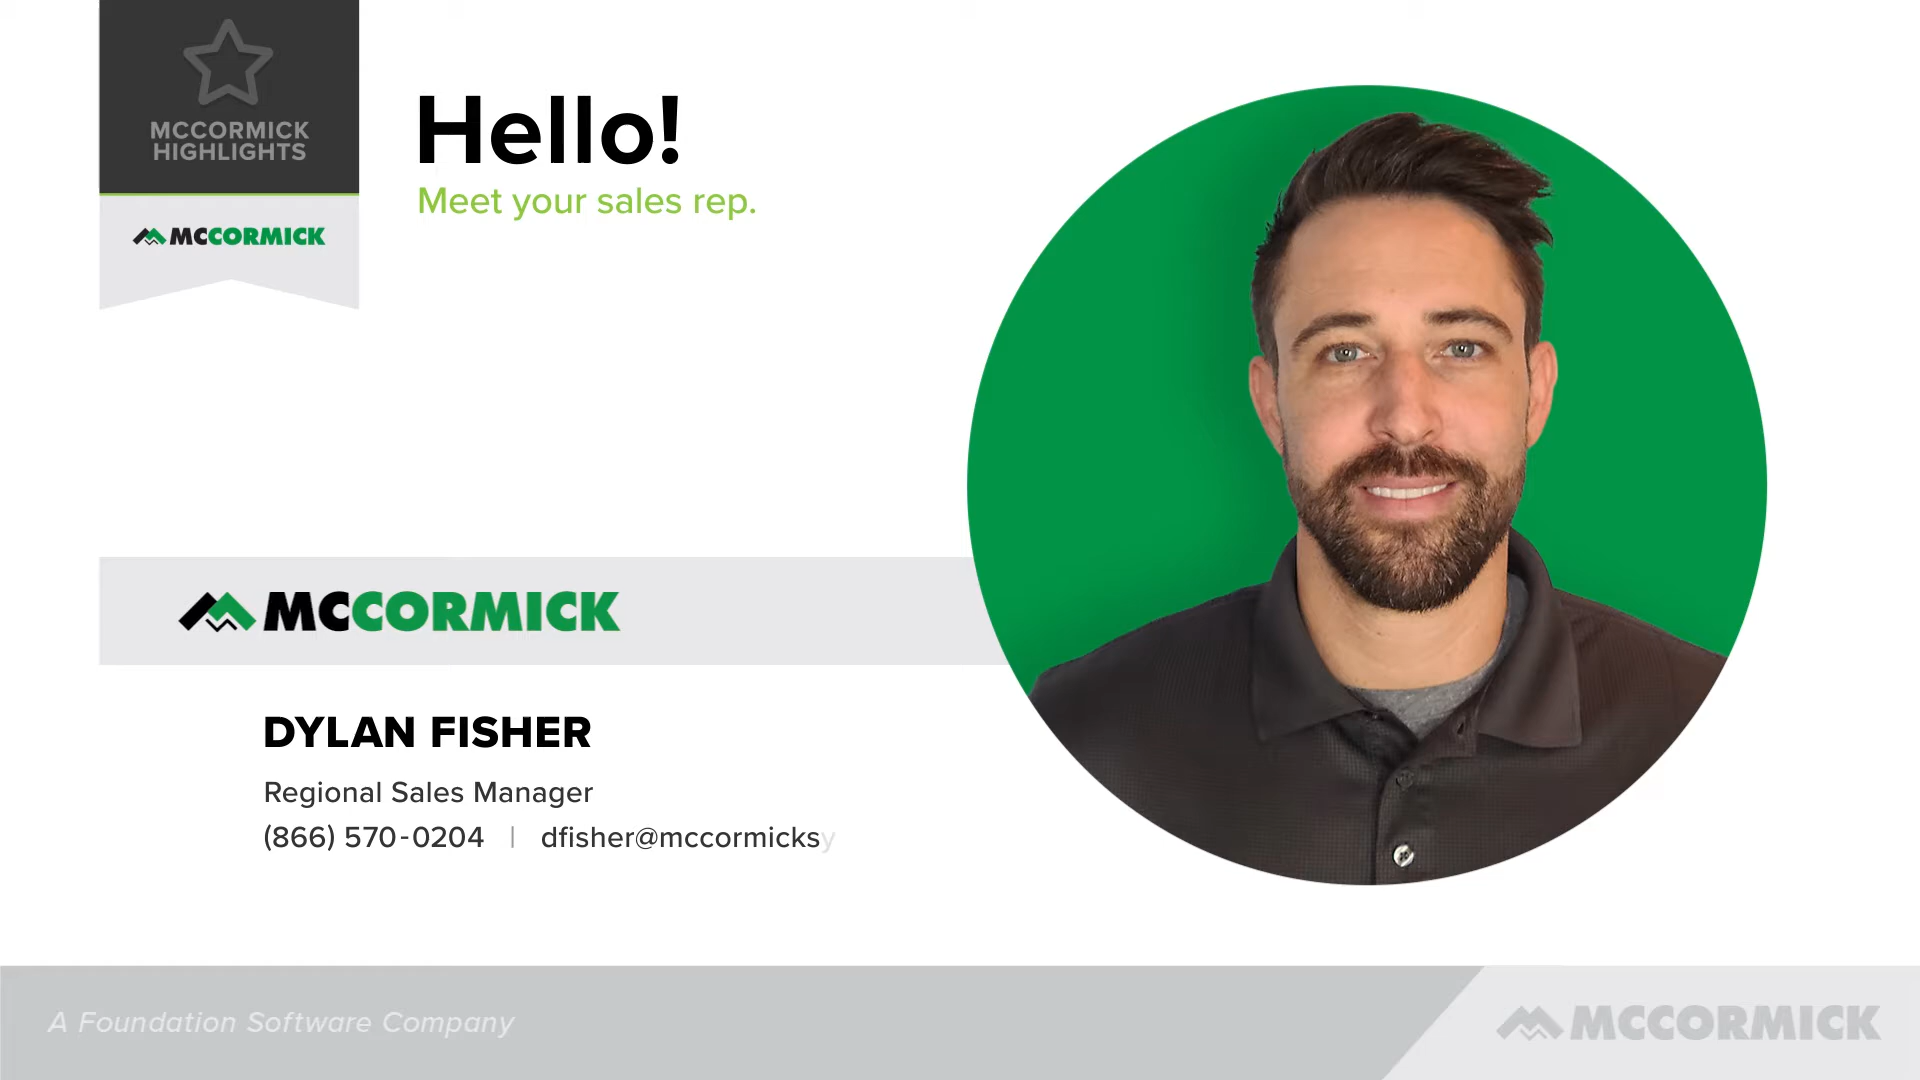 MCCORMICK
HIGHLIGHTS
MCCORMICK
Hello!
Meet your sales rep.
MCCORMICK
DYLAN FISHER
Regional Sales Manager
(866) 570-0204 | dfisher@mccormicksy
A Foundation Software Company
MCCORMICK